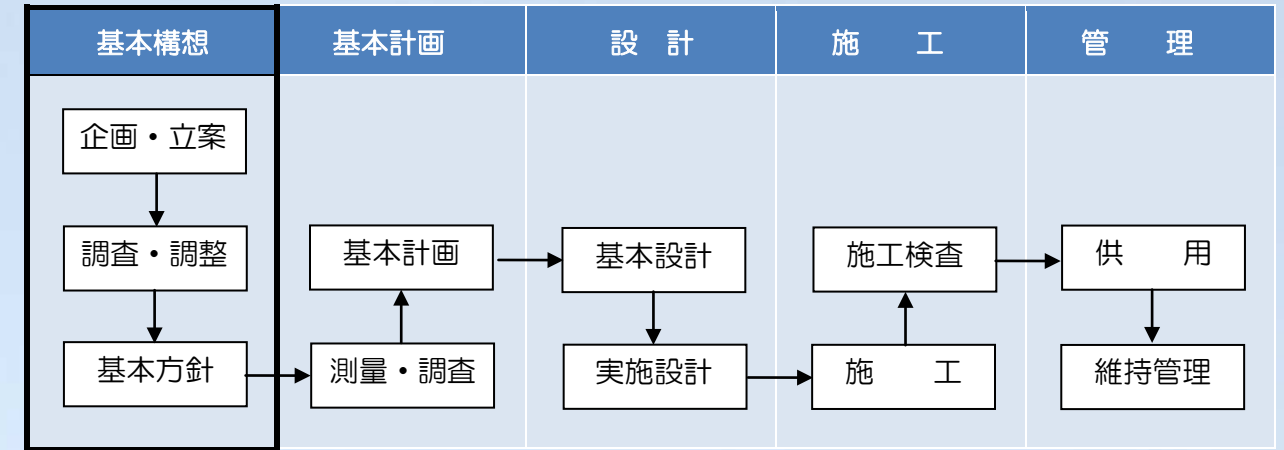 基本構想
基本計画
設　計
施　　工
管　　理
企画・立案
調査・調整
基本方針
基本計画
測量・調査
基本設計
実施設計
施工検査
施　　工
供　　用
維持管理